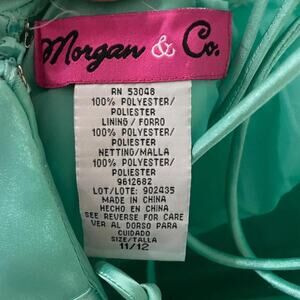 Morgan & Co.
RN 53048
100% POLYESTER/
POLIESTER
LINING / FORRO
100% POLYESTER/
POLIESTER
NETTING/MALLA
100% POLYESTER/
POLIESTER
9612682
LOT/LOTE: 902435
MADE IN CHINA
HECHO EN CHINA
SEE REVERSE FOR CARE
VER AL DORSO PARA
CUIDADO
SIZE/TALLA
11/12